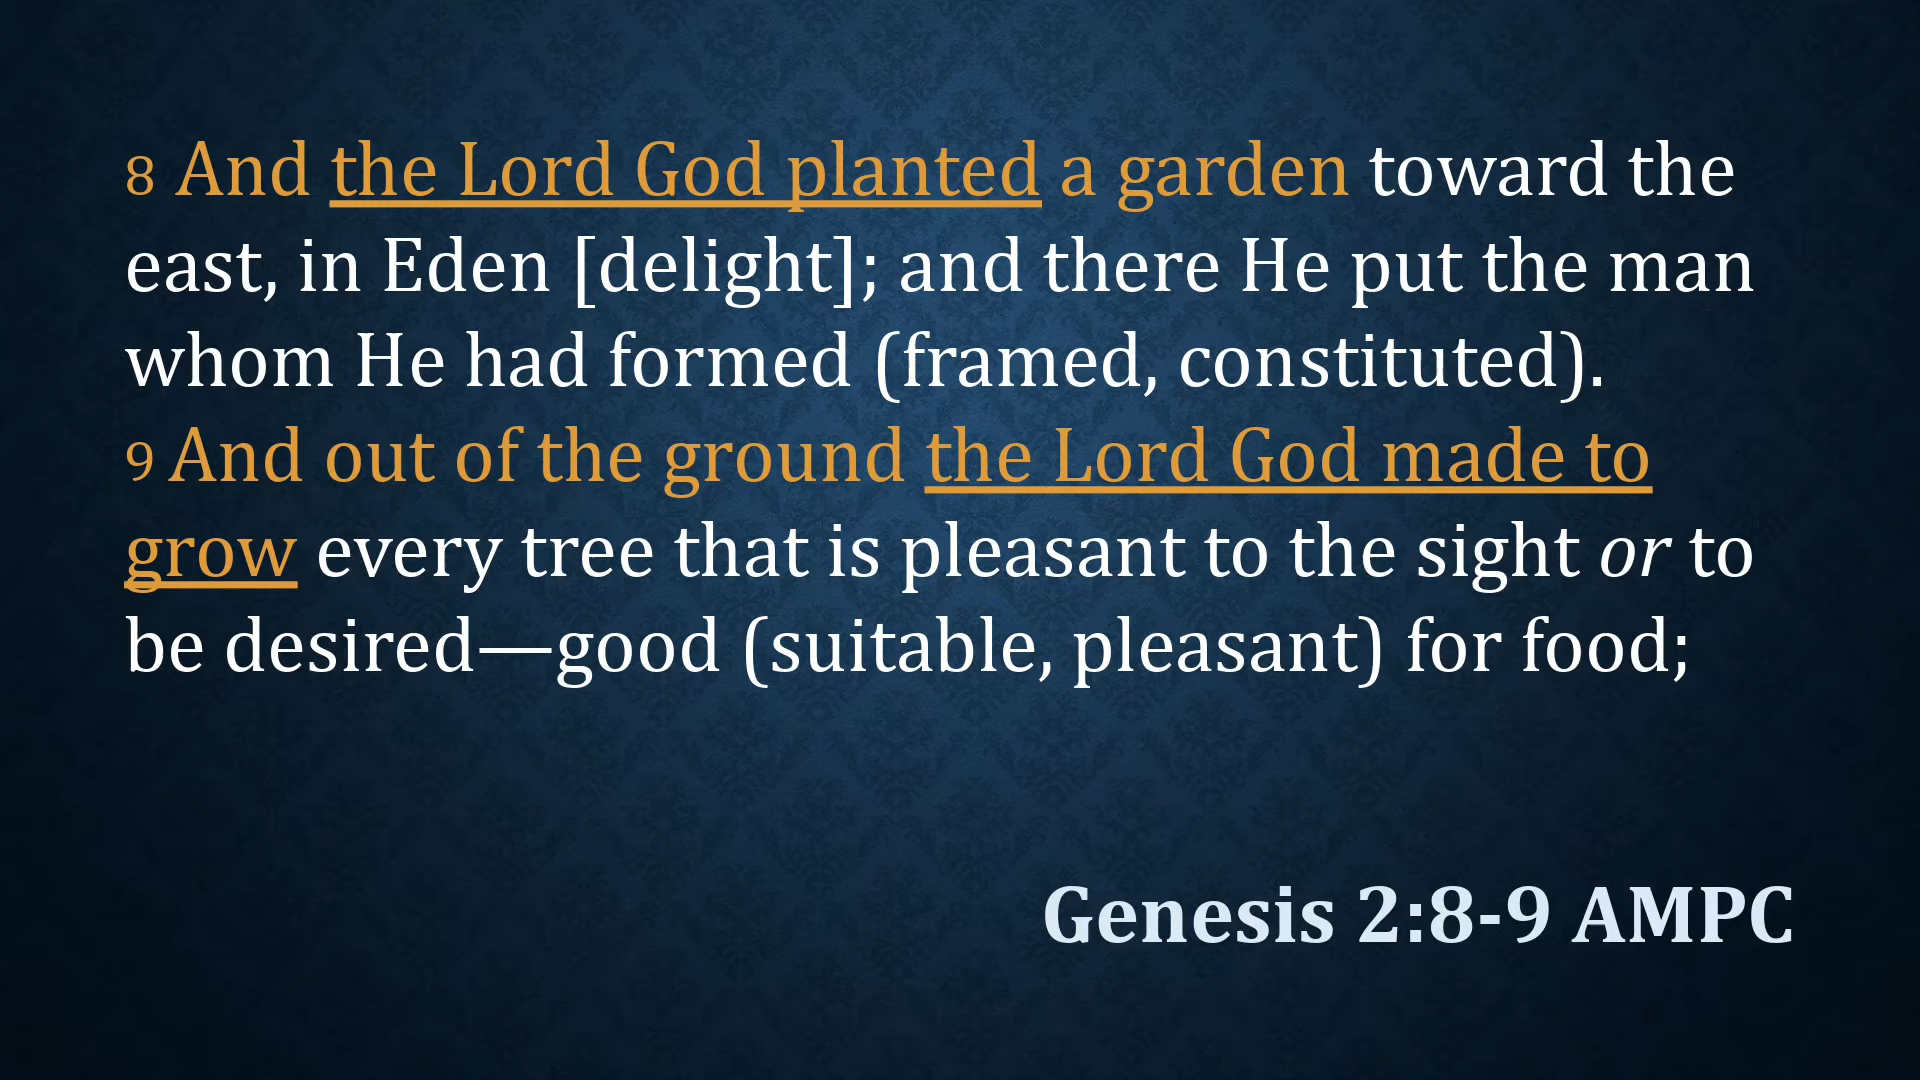 8 And the Lord God planted a garden toward the
east, in Eden [delight]; and there He put the man
whom He had formed (framed, constituted).
9 And out of the ground the Lord God made to
grow every tree that is pleasant to the sight or to
be desired—good (suitable, pleasant) for food;
Genesis 2:8-9 AMPC